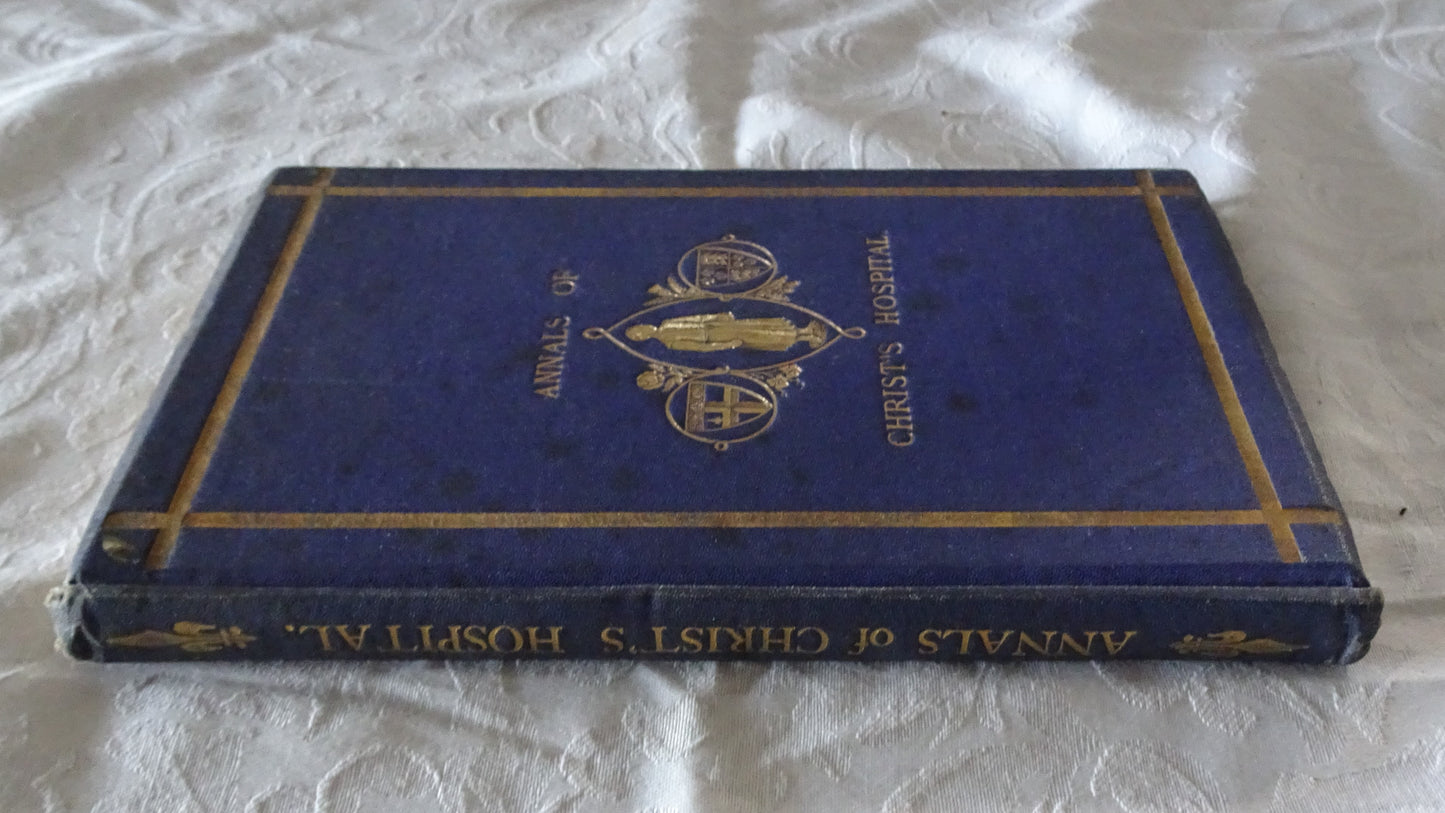 ANNALS OF
CHRIST'S HOSPITAL.
ANNALS of CHRIST'S HOSPITAL.